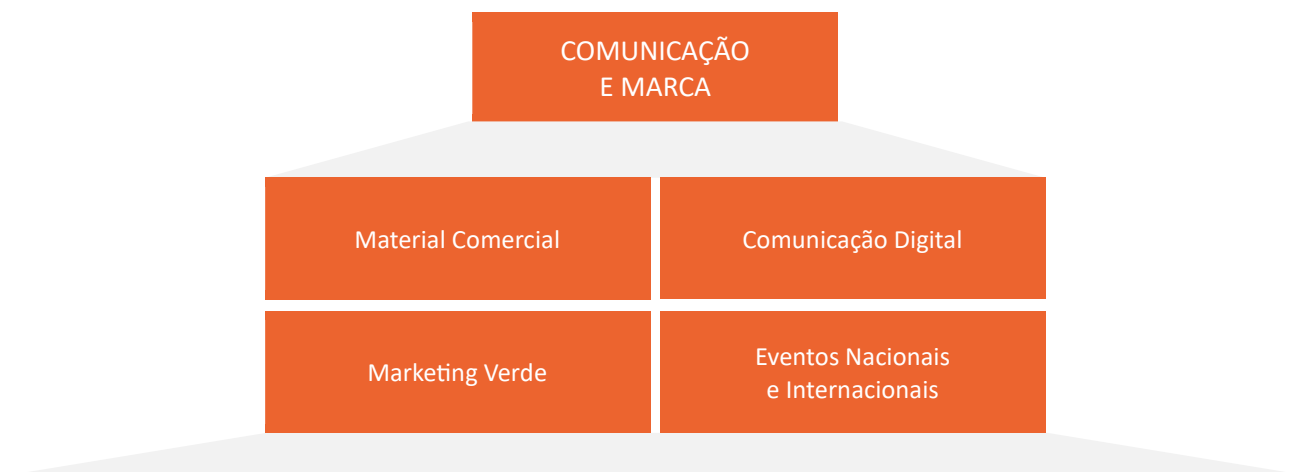 COMUNICAÇÃO
E MARCA
Material Comercial
Comunicação Digital
Marketing Verde
Eventos Nacionais
e Internacionais